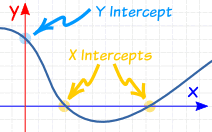 y
Y Intercept
X Intercepts
x